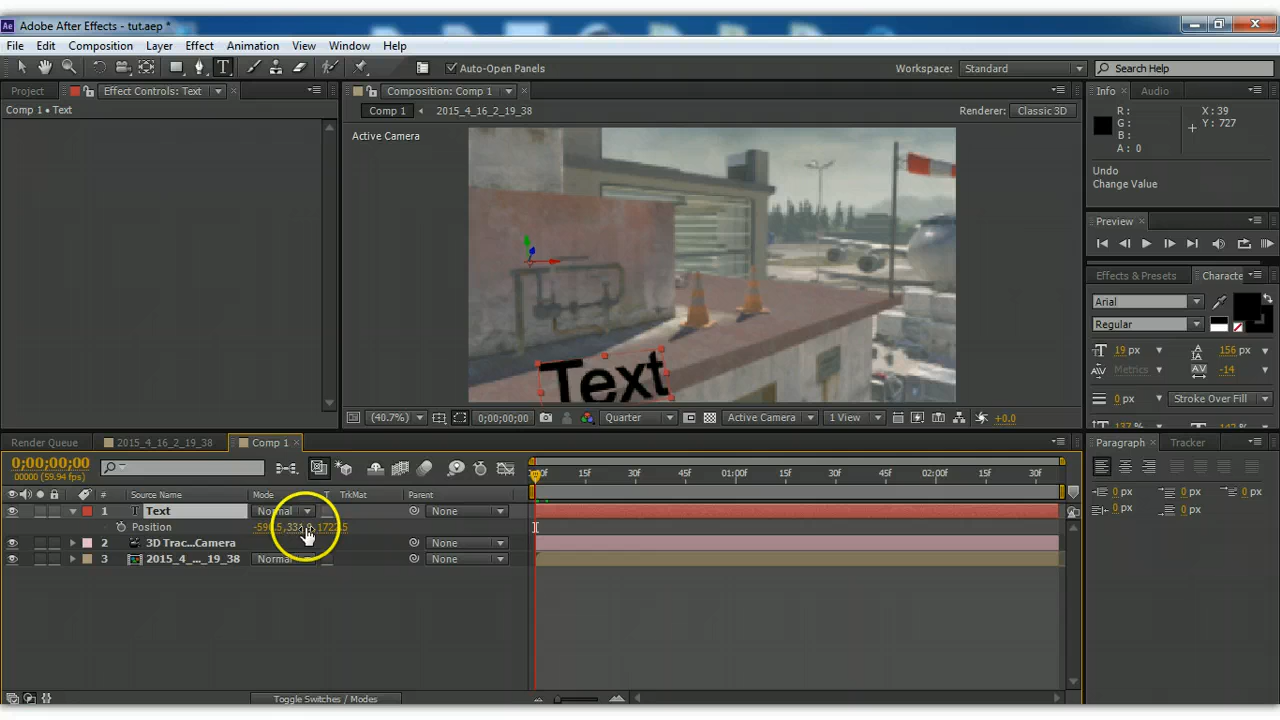 Ae Adobe After Effects - tut.aep *
File Edit Composition Layer Effect Animation View Window Help
T Auto-Open Panels Workspace: Standard Search Help
Project Effect Controls: Text Composition: Comp 1 Info Audio
Comp 1 • Text Comp 1 2015_4_16_2_19_38 Renderer: Classic 3D
Active Camera
R: X: 39
G: Y: 727
B:
A: 0
Undo
Change Value
Preview
Effects & Presets Characte
Arial
Regular
19 px 156 px
Metrics -14
0 px Stroke Over Fill
Text
(40.7%) 0;00;00;00 Quarter Active Camera 1 View +0.0
Render Queue 2015_4_16_2_19_38 Comp 1 Paragraph Tracker
0;00;00;00
00000 (59.94 fps)
15f 30f 45f 01:00f 15f 30f 45f 02:00f 15f 30f
0 px 0 px 0 px
0 px 0 px
# Source Name Mode T TrkMat Parent
1 T Text Normal None
Position
2 3D Trac...Camera None
3 2015_4_..._19_38 Normal None
Toggle Switches / Modes